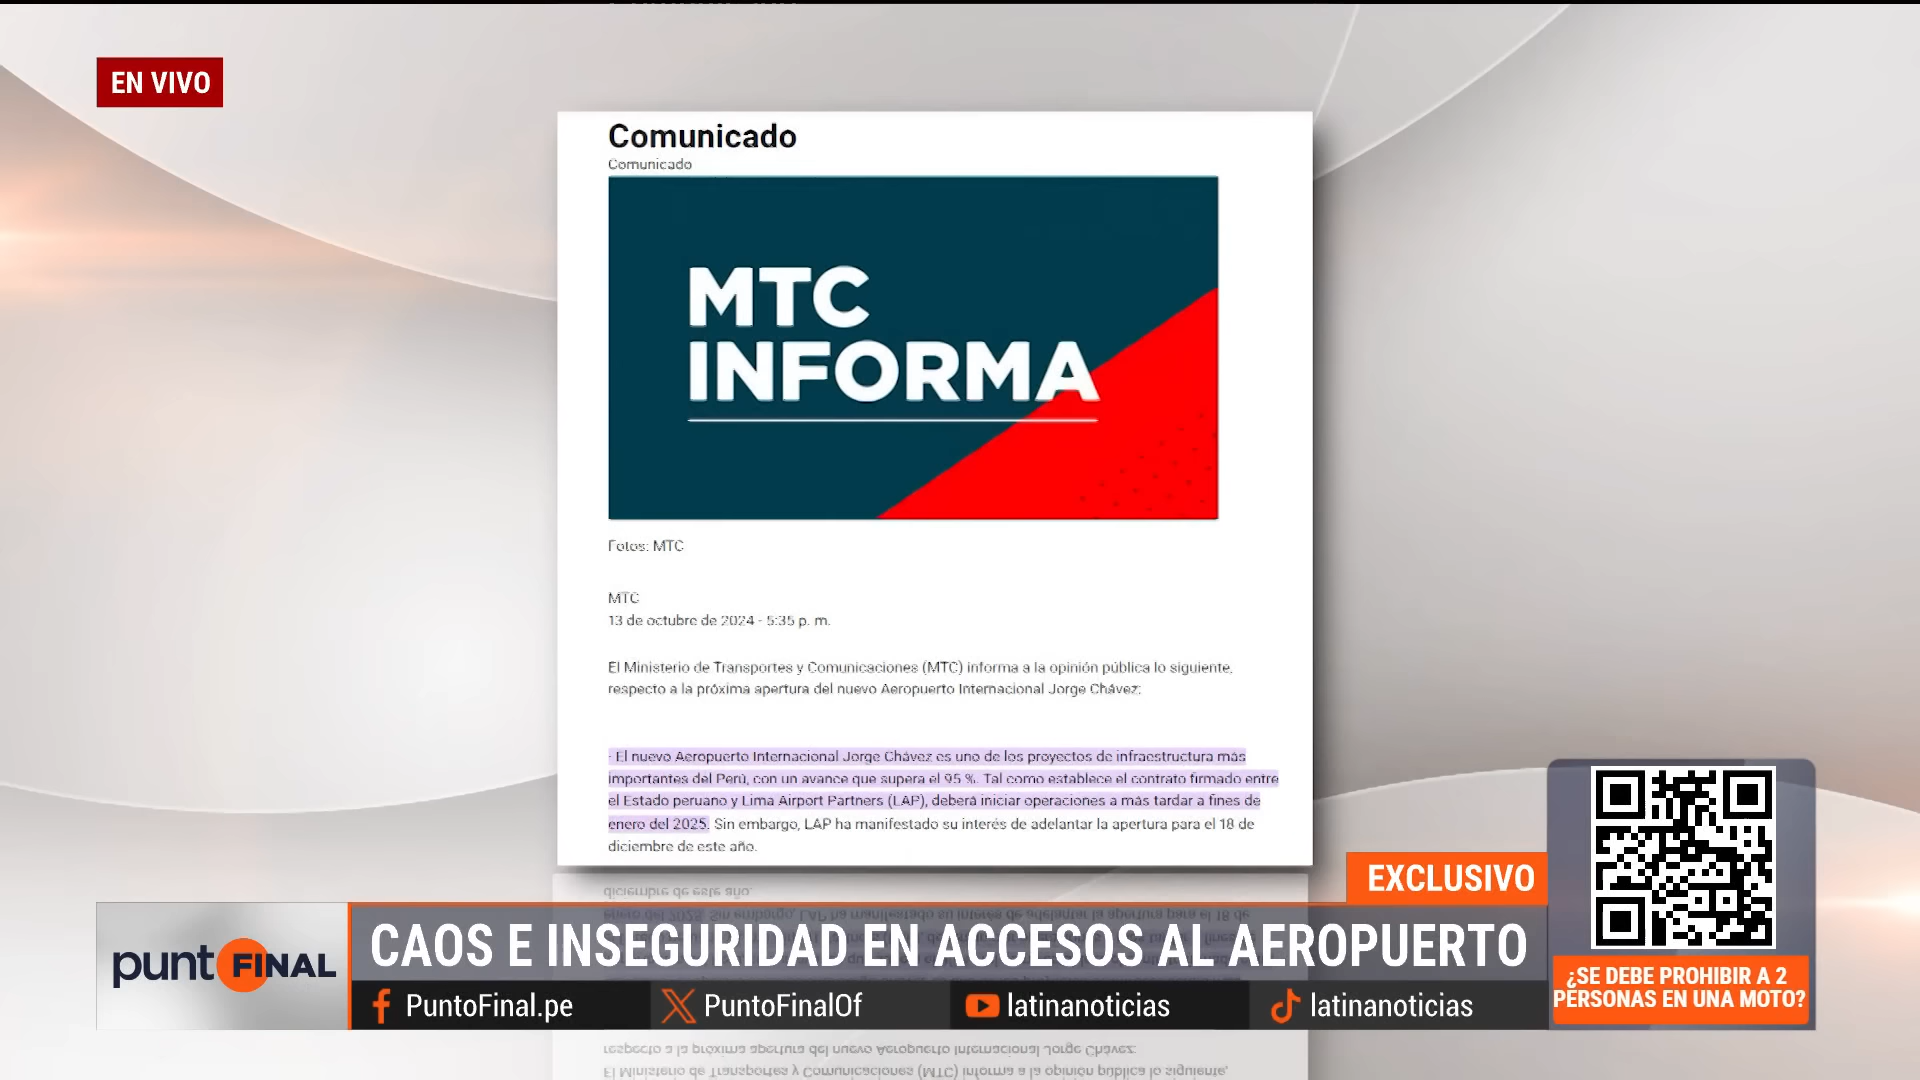 EN VIVO
Comunicado
Comunicado
MTC
INFORMA
Fotos: MTC
MTC
13 de octubre de 2024 - 5:35 p. m.
El Ministerio de Transportes y Comunicaciones (MTC) informa a la opinión pública lo siguiente,
respecto a la próxima apertura del nuevo Aeropuerto Internacional Jorge Chávez:
- El nuevo Aeropuerto Internacional Jorge Chávez es uno de los proyectos de infraestructura más
importantes del Perú, con un avance que supera el 95 %. Tal como establece el contrato firmado entre
el Estado peruano y Lima Airport Partners (LAP), deberá iniciar operaciones a más tardar a fines de
enero del 2025. Sin embargo, LAP ha manifestado su interés de adelantar la apertura para el 18 de
diciembre de este año.
EXCLUSIVO
CAOS E INSEGURIDAD EN ACCESOS AL AEROPUERTO
punto FINAL
PuntoFinal.pe
PuntoFinalOf
latinanoticias
latinanoticias
¿SE DEBE PROHIBIR A 2
PERSONAS EN UNA MOTO?